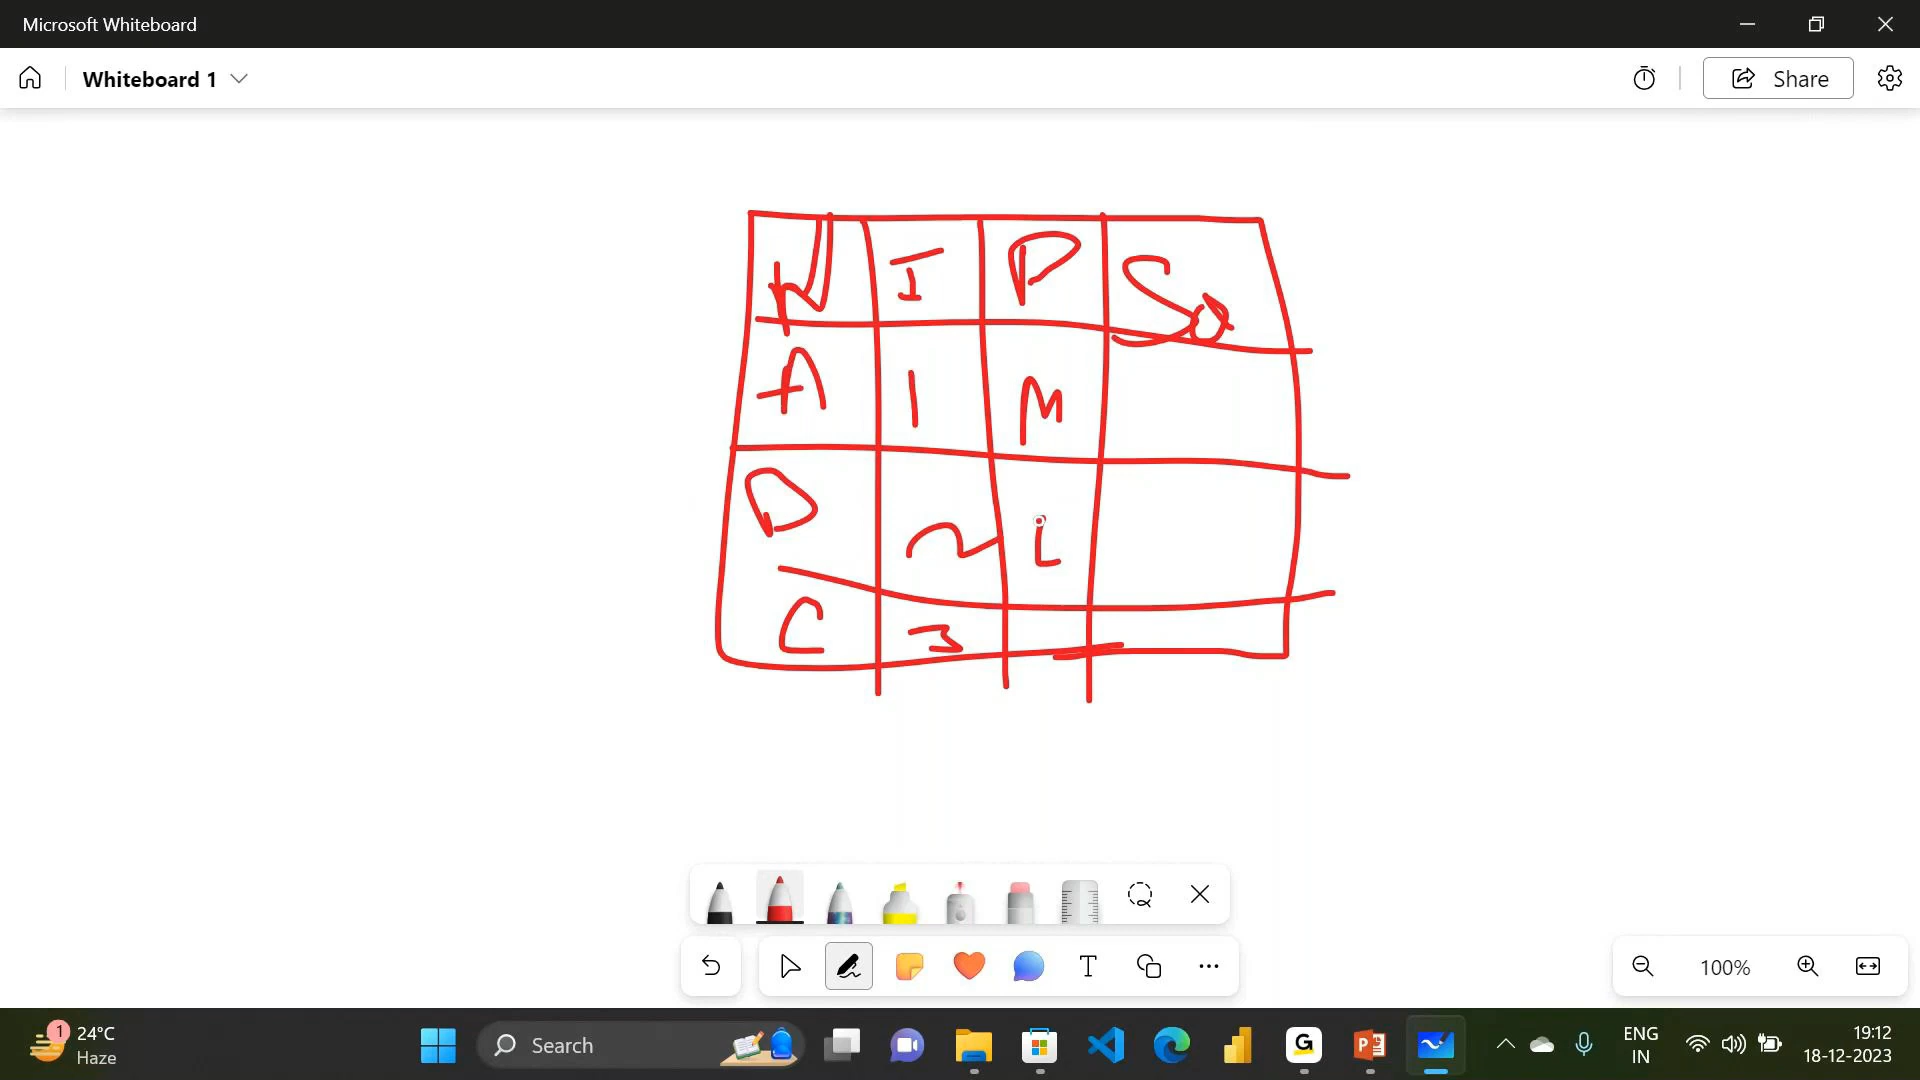 Microsoft Whiteboard
Whiteboard 1
Share
N I P So
A 1 M
D 2 L
C 3
100%
1 24°C
Haze
Search
ENG
IN
19:12
18-12-2023